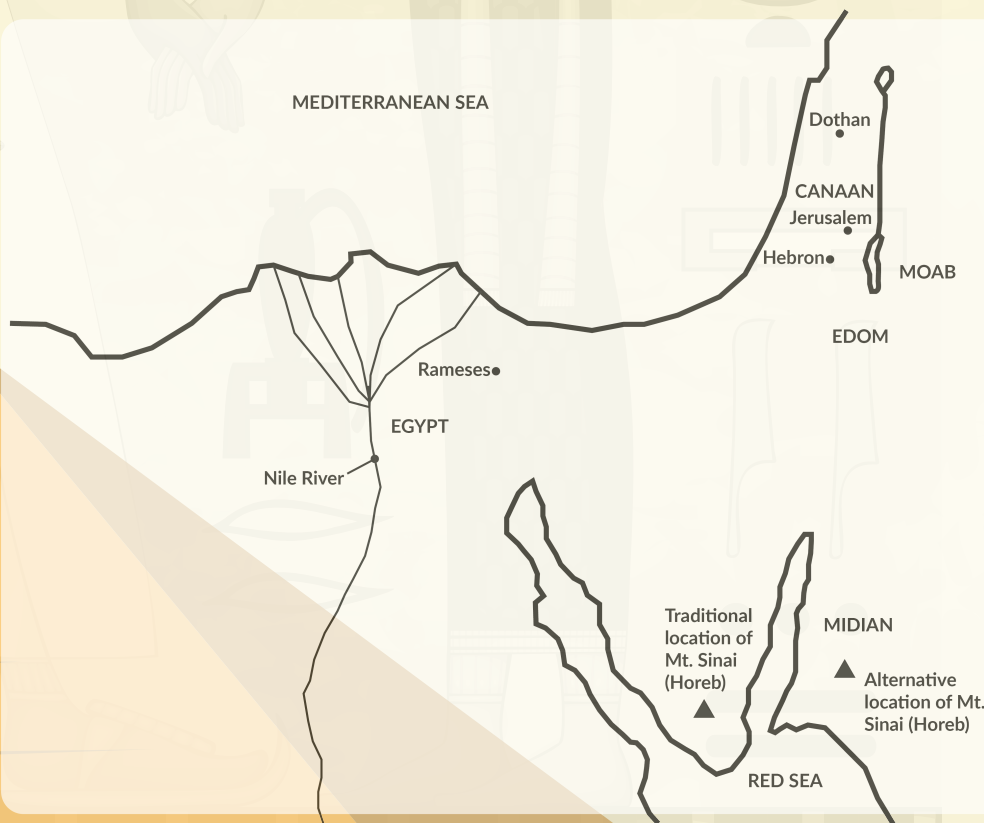 MEDITERRANEAN SEA
Dothan
CANAAN
Jerusalem
Hebron
MOAB
EDOM
Rameses
EGYPT
Nile River
Traditional
location of
Mt. Sinai
(Horeb)
MIDIAN
Alternative
location of Mt.
Sinai (Horeb)
RED SEA